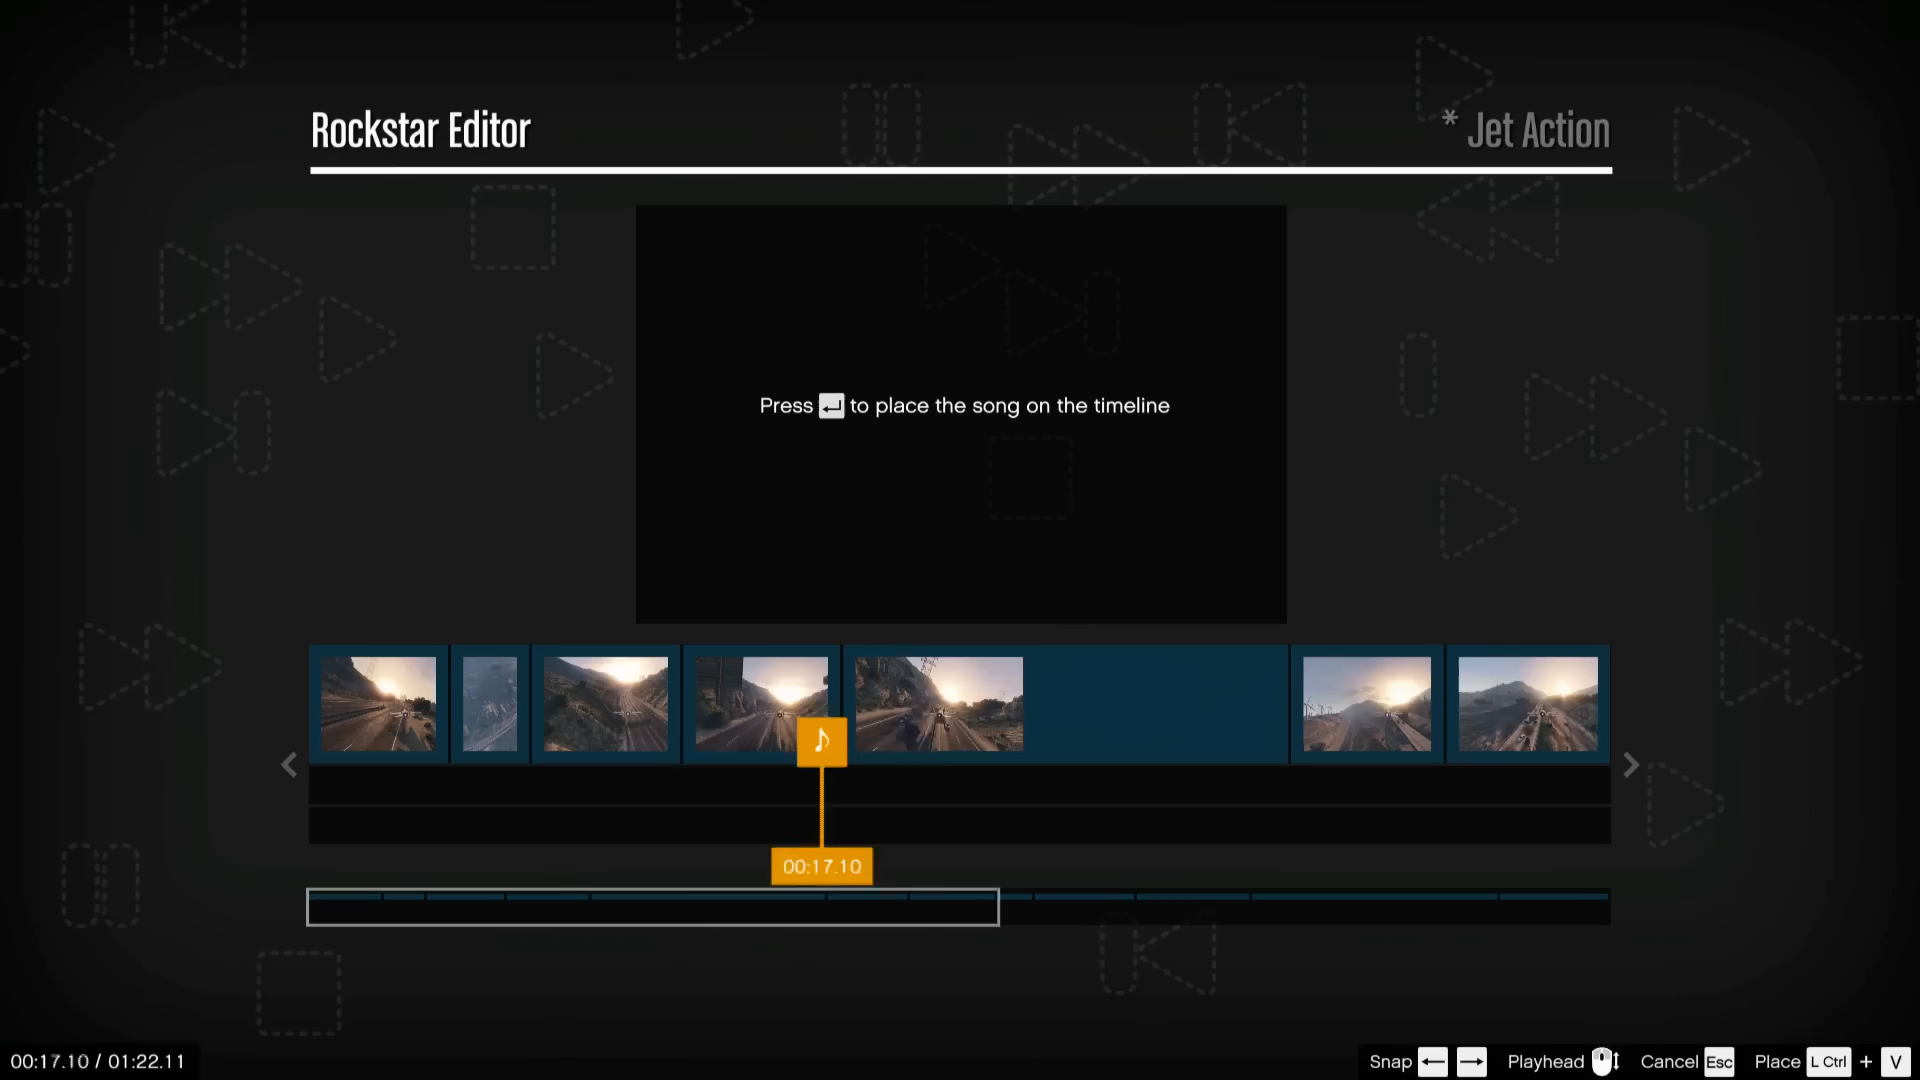 Rockstar Editor
* Jet Action
Press to place the song on the timeline
00:17.10
00:17.10 / 01:22.11
Snap Playhead Cancel Esc Place L Ctrl + V